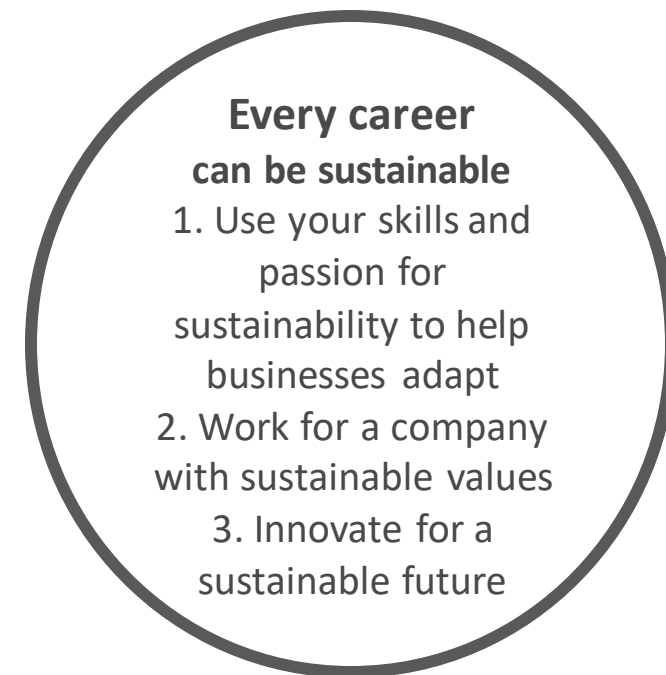 Every career
can be sustainable
1. Use your skills and
passion for
sustainability to help
businesses adapt
2. Work for a company
with sustainable values
3. Innovate for a
sustainable future